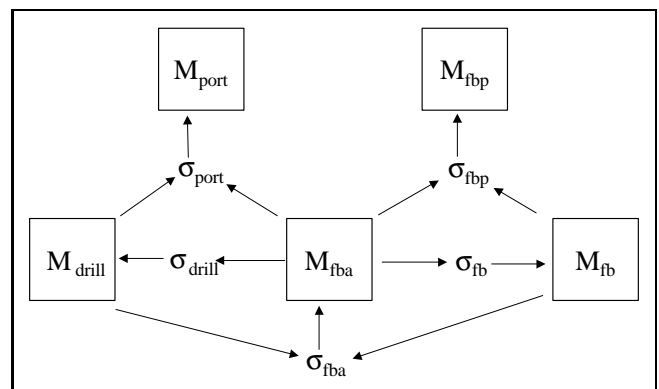 M_port M_fbp
σ_port σ_fbp
M_drill σ_drill M_fba σ_fb M_fb
σ_fba